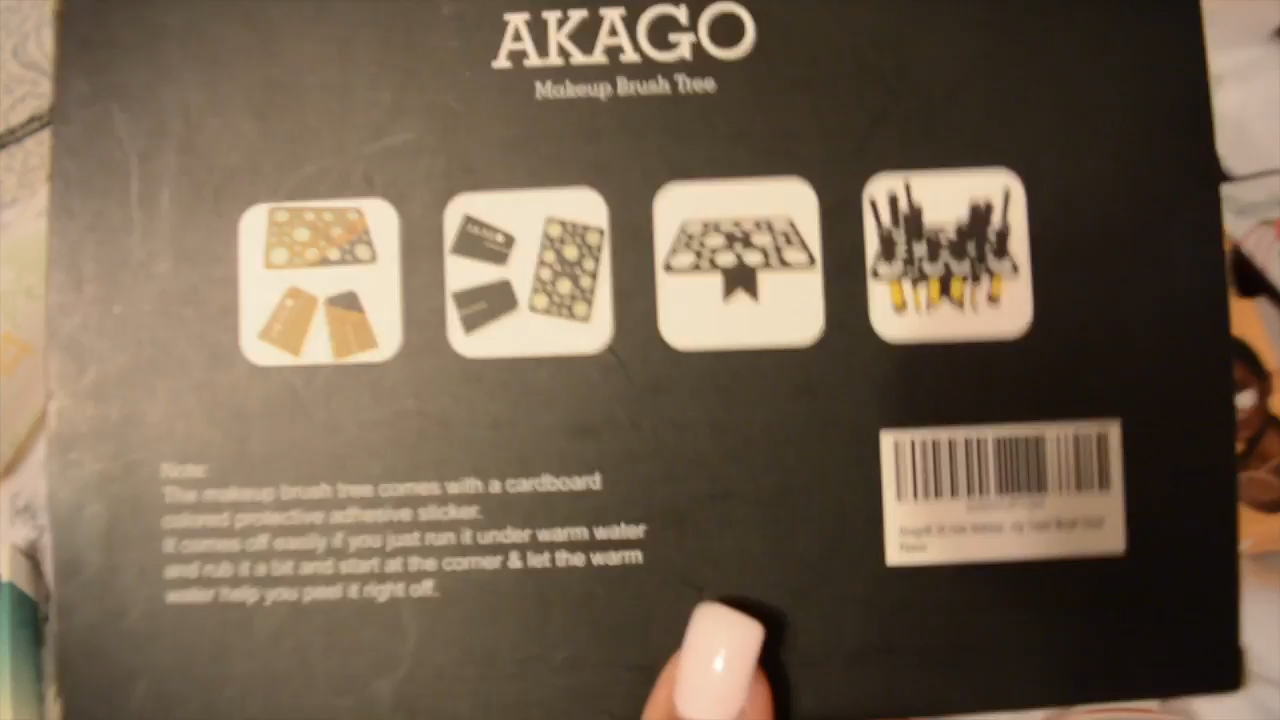 AKAGO
Makeup Brush Tree
AKAGO
Note:
The makeup brush tree comes with a cardboard
colored protective adhesive sticker.
It comes off easily if you just run it under warm water
and rub it a bit and start at the corner & let the warm
water help you peel it right off.